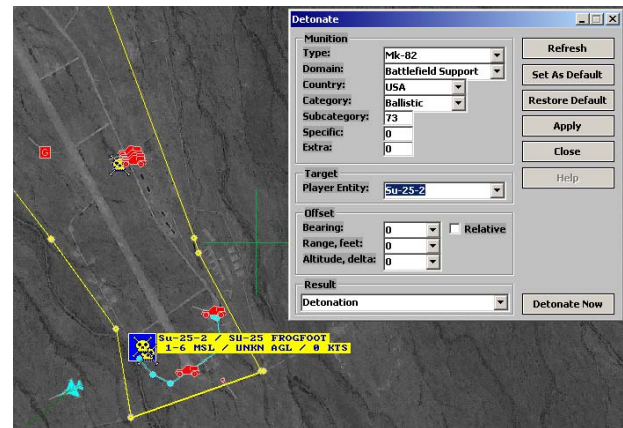 Detonate
Munition
Type: Mk-82
Domain: Battlefield Support
Country: USA
Category: Ballistic
Subcategory: 73
Specific: 0
Extra: 0
Target
Player Entity: Su-25-2
Offset
Bearing: 0 Relative
Range, feet: 0
Altitude, delta: 0
Result
Detonation
Refresh
Set As Default
Restore Default
Apply
Close
Help
Detonate Now
G
Su-25-2 / SU-25 FROGFOOT
1-6 MSL / UNKN AGL / 0 KTS